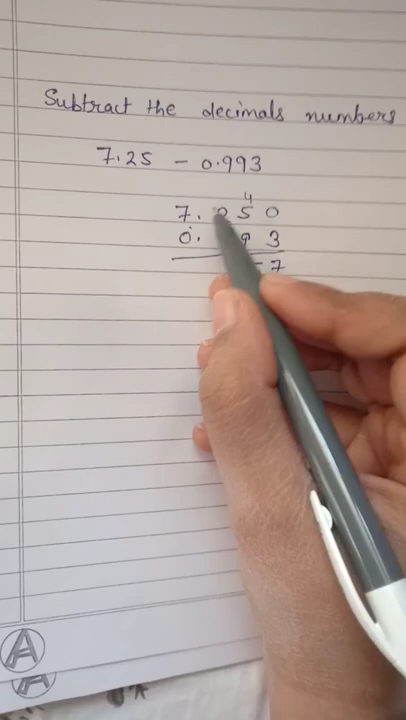 Subtract the decimals numbers
7.25 - 0.993
4
7. 2 5 0
0. 9 3
7
A
A